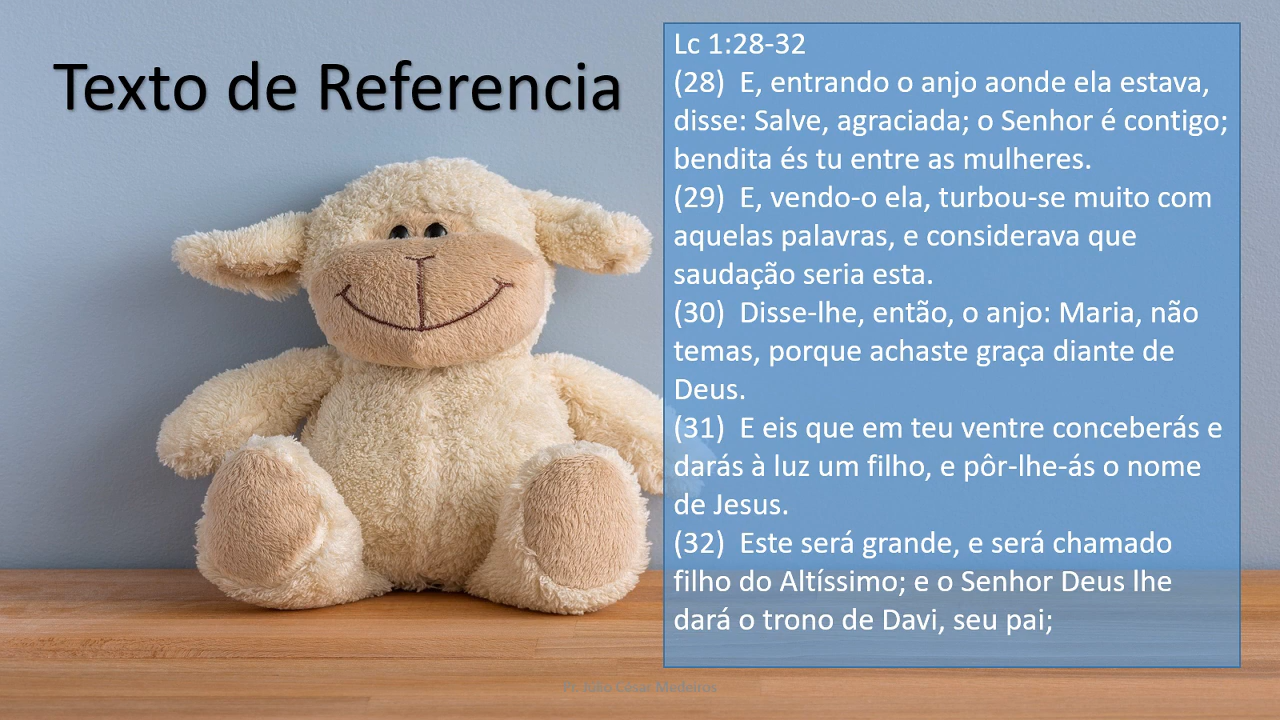 Texto de Referencia
Lc 1:28-32
(28)  E, entrando o anjo aonde ela estava,
disse: Salve, agraciada; o Senhor é contigo;
bendita és tu entre as mulheres.
(29)  E, vendo-o ela, turbou-se muito com
aquelas palavras, e considerava que
saudação seria esta.
(30)  Disse-lhe, então, o anjo: Maria, não
temas, porque achaste graça diante de
Deus.
(31)  E eis que em teu ventre conceberás e
darás à luz um filho, e pôr-lhe-ás o nome
de Jesus.
(32)  Este será grande, e será chamado
filho do Altíssimo; e o Senhor Deus lhe
dará o trono de Davi, seu pai;
Pr. Julio Cesar Medeiros